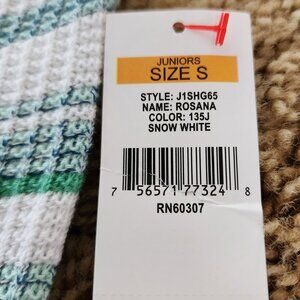 JUNIORS
SIZE S
STYLE: J1SHG65
NAME: ROSANA
COLOR: 135J
SNOW WHITE
7 56571 77324 8
RN60307